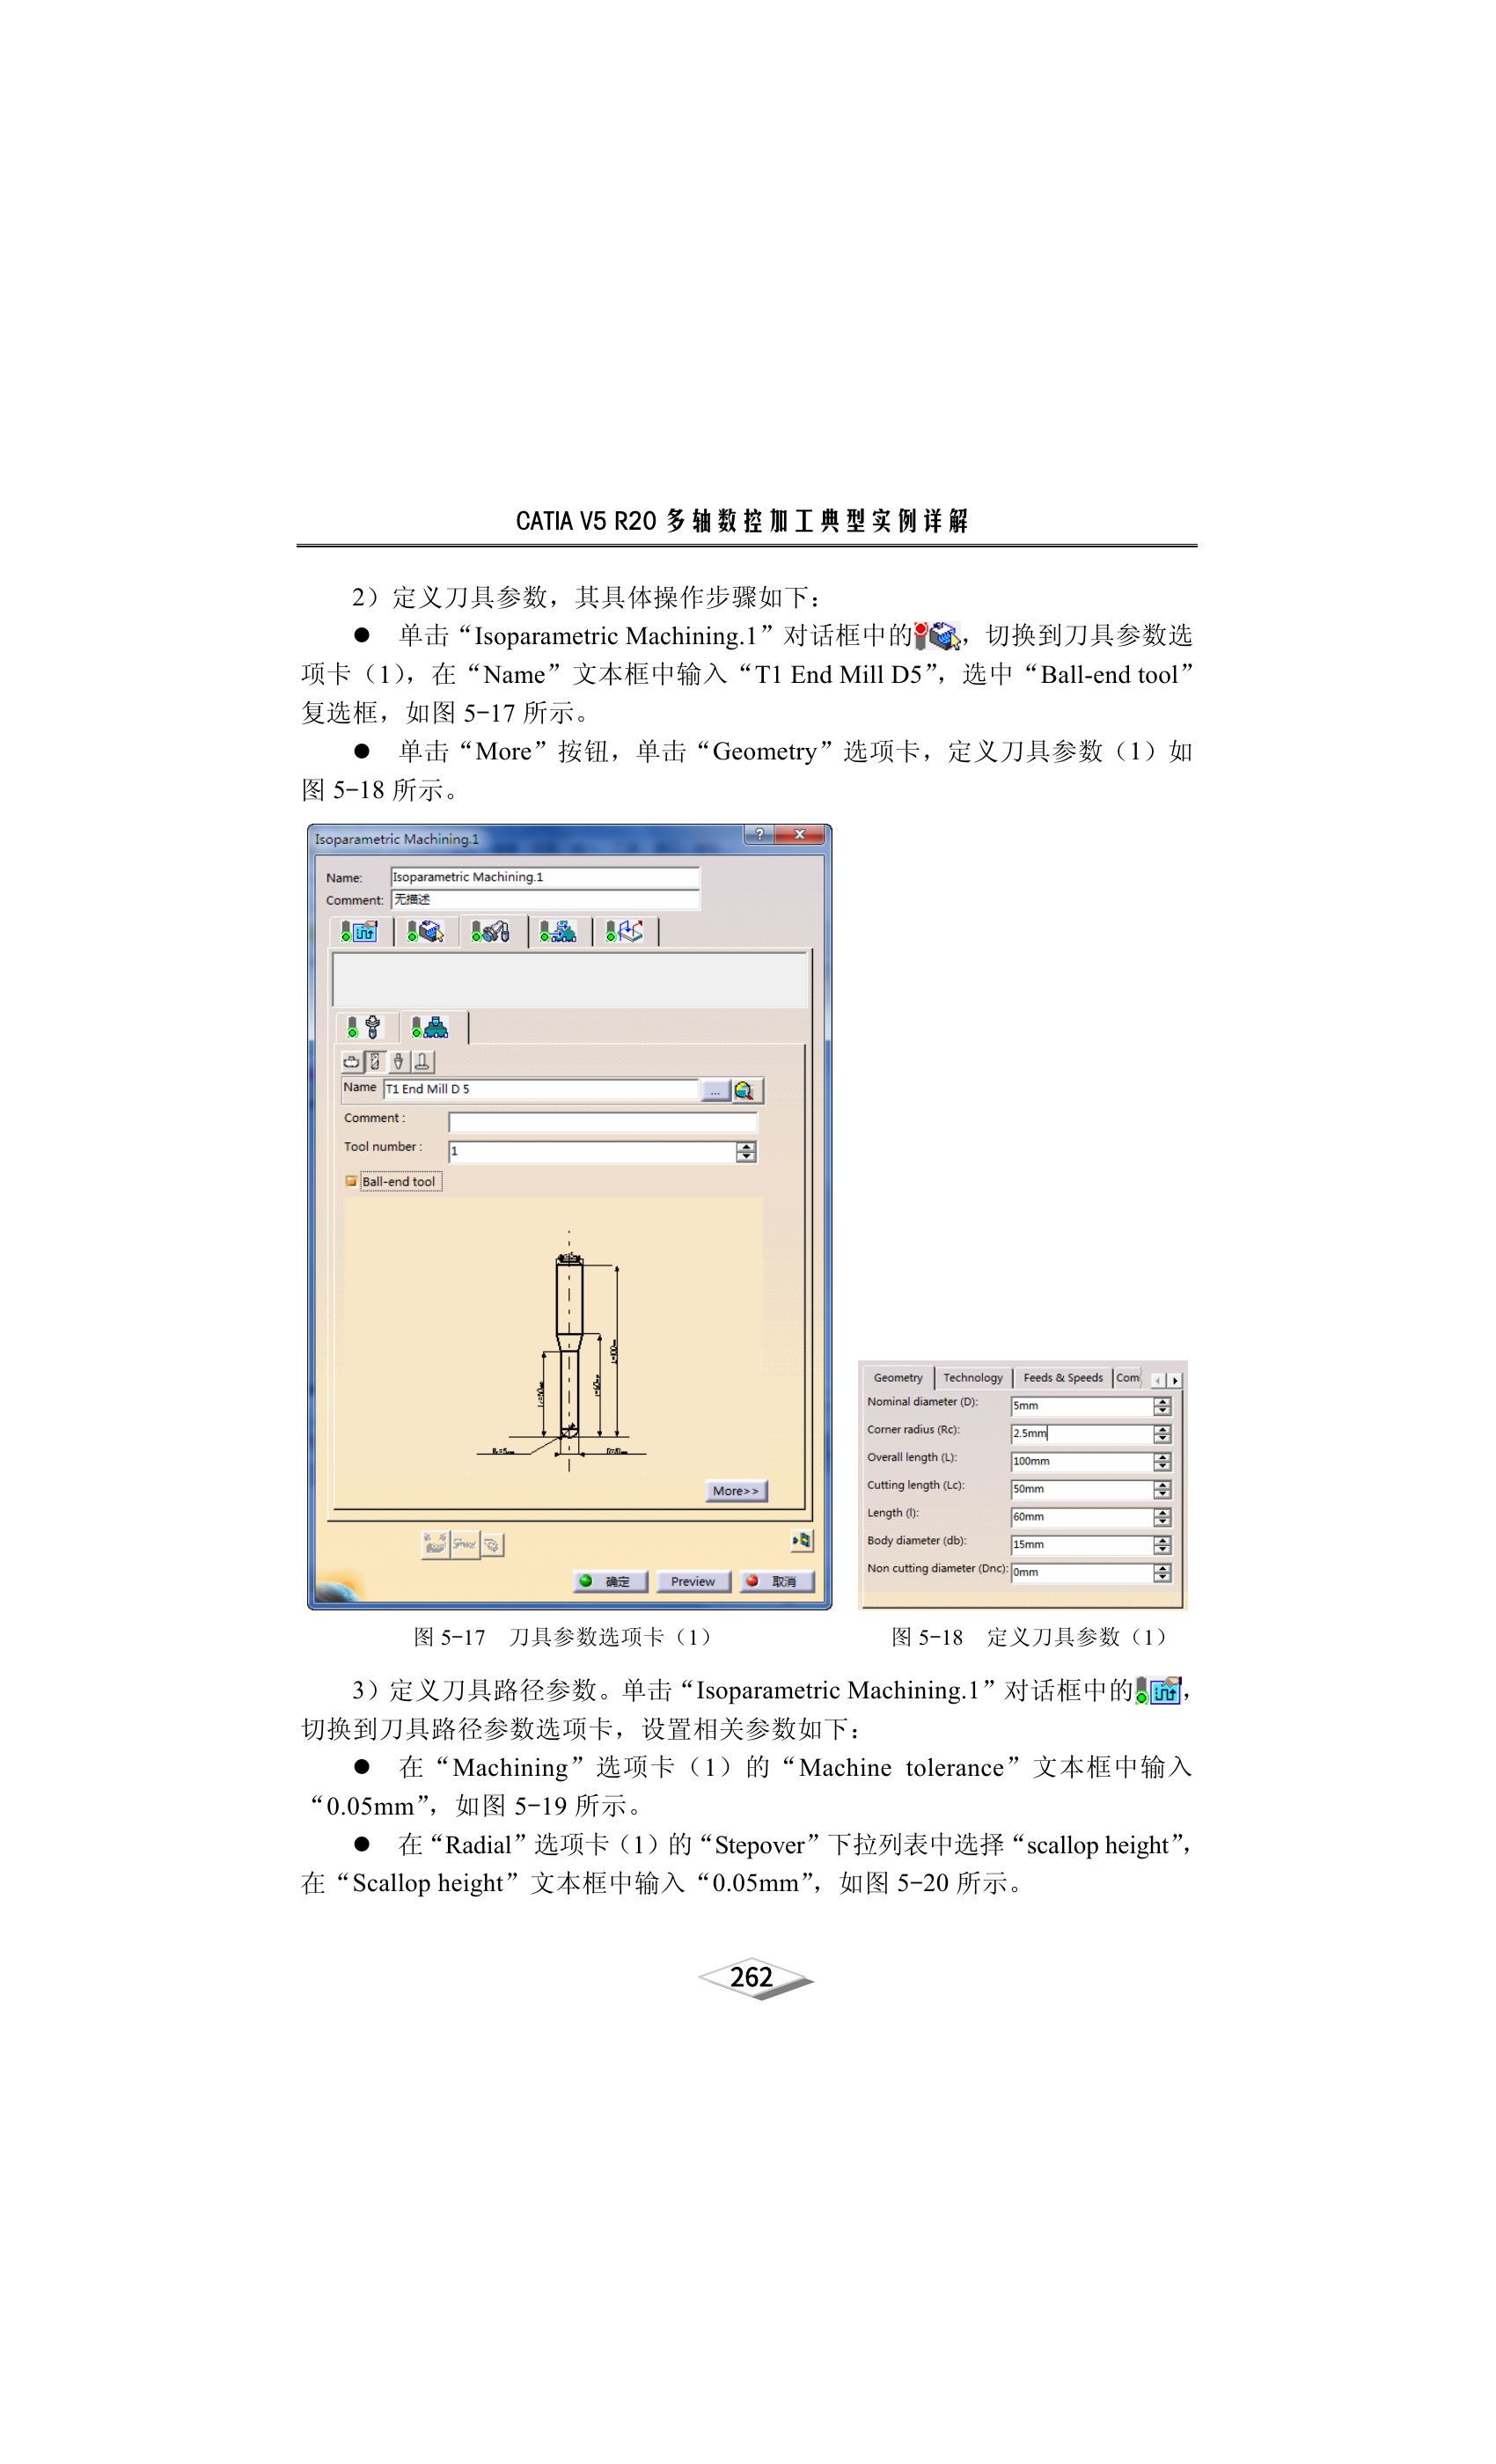 CATIA V5 R20 多轴数控加工典型实例详解
2）定义刀具参数，其具体操作步骤如下：
● 单击“Isoparametric Machining.1”对话框中的，切换到刀具参数选
项卡（1），在“Name”文本框中输入“T1 End Mill D5”，选中“Ball-end tool”
复选框，如图 5-17 所示。
● 单击“More”按钮，单击“Geometry”选项卡，定义刀具参数（1）如
图 5-18 所示。
Isoparametric Machining.1
Name: Isoparametric Machining.1
Comment: 无描述
Name T1 End Mill D 5 ...
Comment :
Tool number : 1
Ball-end tool
L=100mm
More>>
确定 Preview 取消
Geometry Technology Feeds & Speeds Com
Nominal diameter (D): 5mm
Corner radius (Rc): 2.5mm
Overall length (L): 100mm
Cutting length (Lc): 50mm
Length (l): 60mm
Body diameter (db): 15mm
Non cutting diameter (Dnc): 0mm
图 5-17 刀具参数选项卡（1）
图 5-18 定义刀具参数（1）
3）定义刀具路径参数。单击“Isoparametric Machining.1”对话框中的，
切换到刀具路径参数选项卡，设置相关参数如下：
● 在“Machining”选项卡（1）的“Machine tolerance”文本框中输入
“0.05mm”，如图 5-19 所示。
● 在“Radial”选项卡（1）的“Stepover”下拉列表中选择“scallop height”，
在“Scallop height”文本框中输入“0.05mm”，如图 5-20 所示。
262